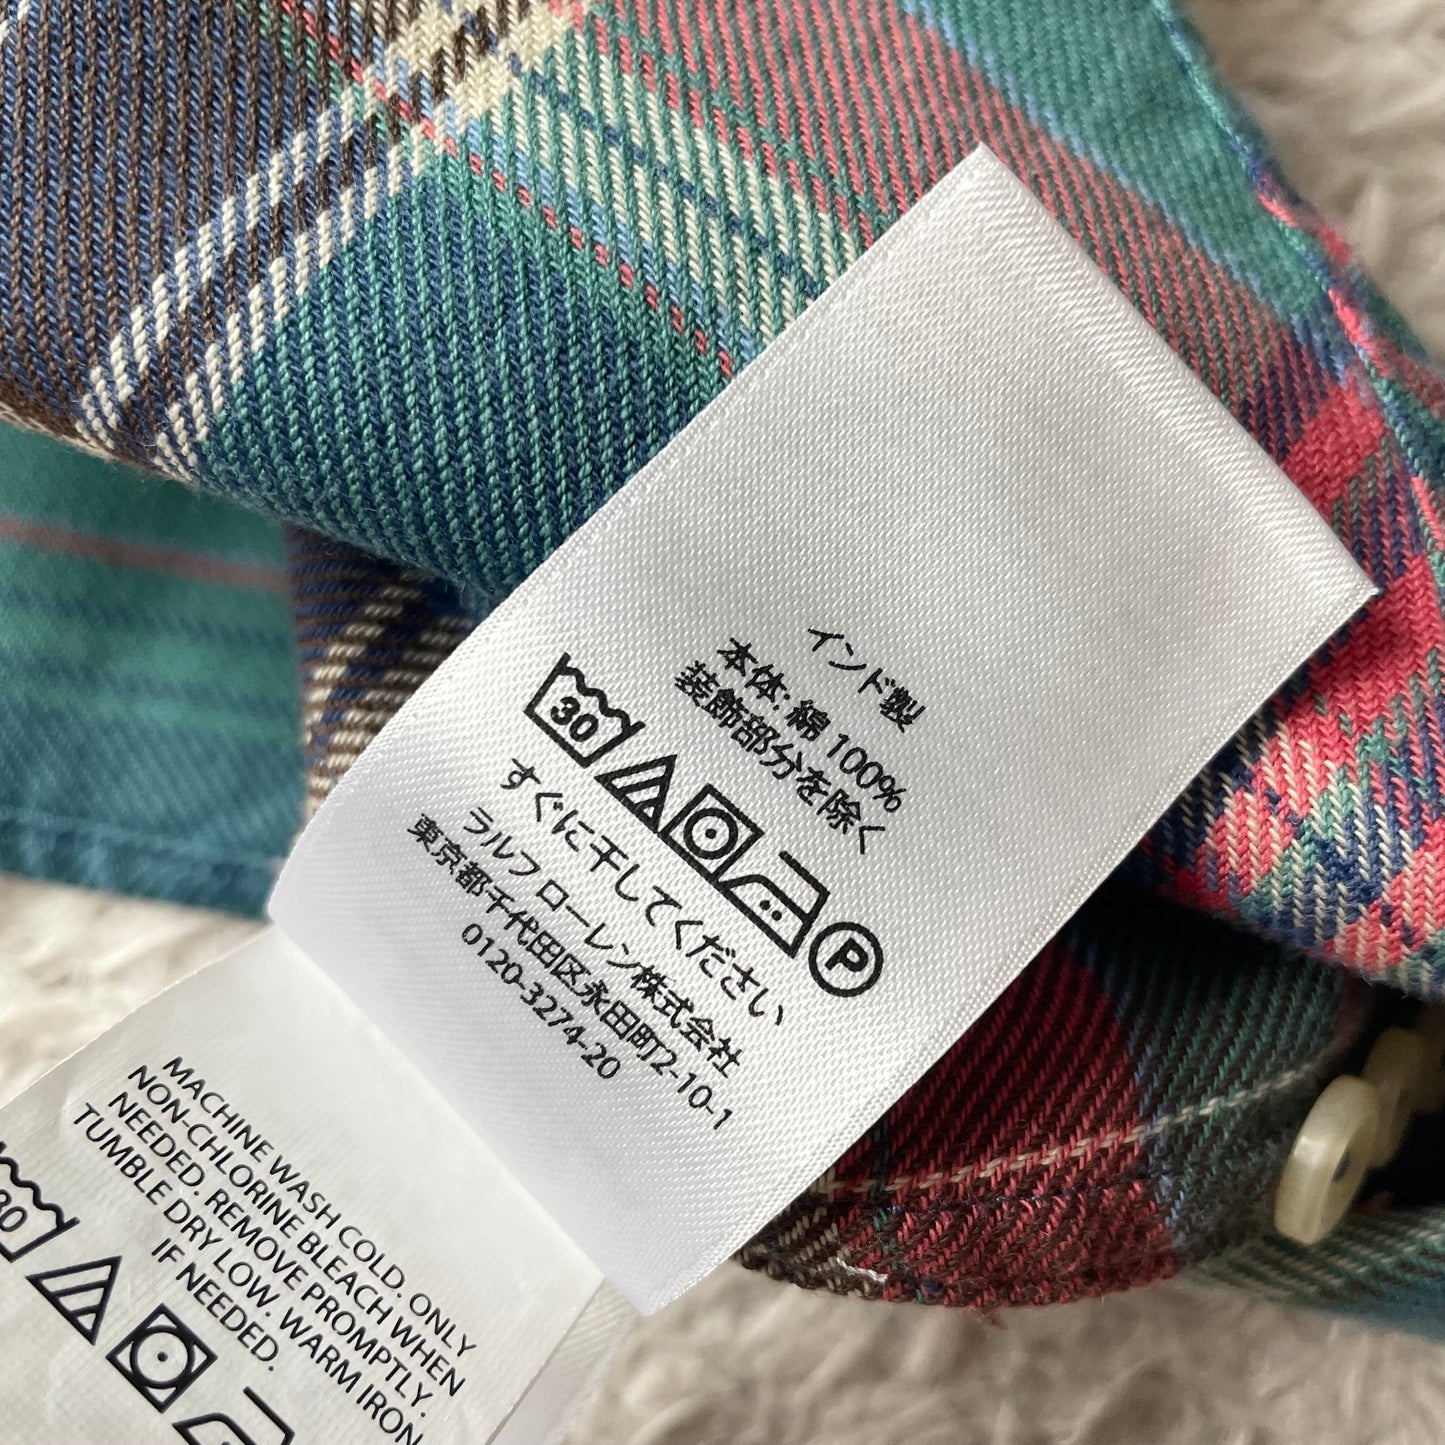 インド製
本体: 綿 100%
装飾部分を除く
30 P
すぐに干してください
ラルフ ローレン株式会社
東京都千代田区永田町2-10-1
0120-3274-20
MACHINE WASH COLD. ONLY
NON-CHLORINE BLEACH WHEN
NEEDED. REMOVE PROMPTLY.
TUMBLE DRY LOW. WARM IRON
IF NEEDED.
30